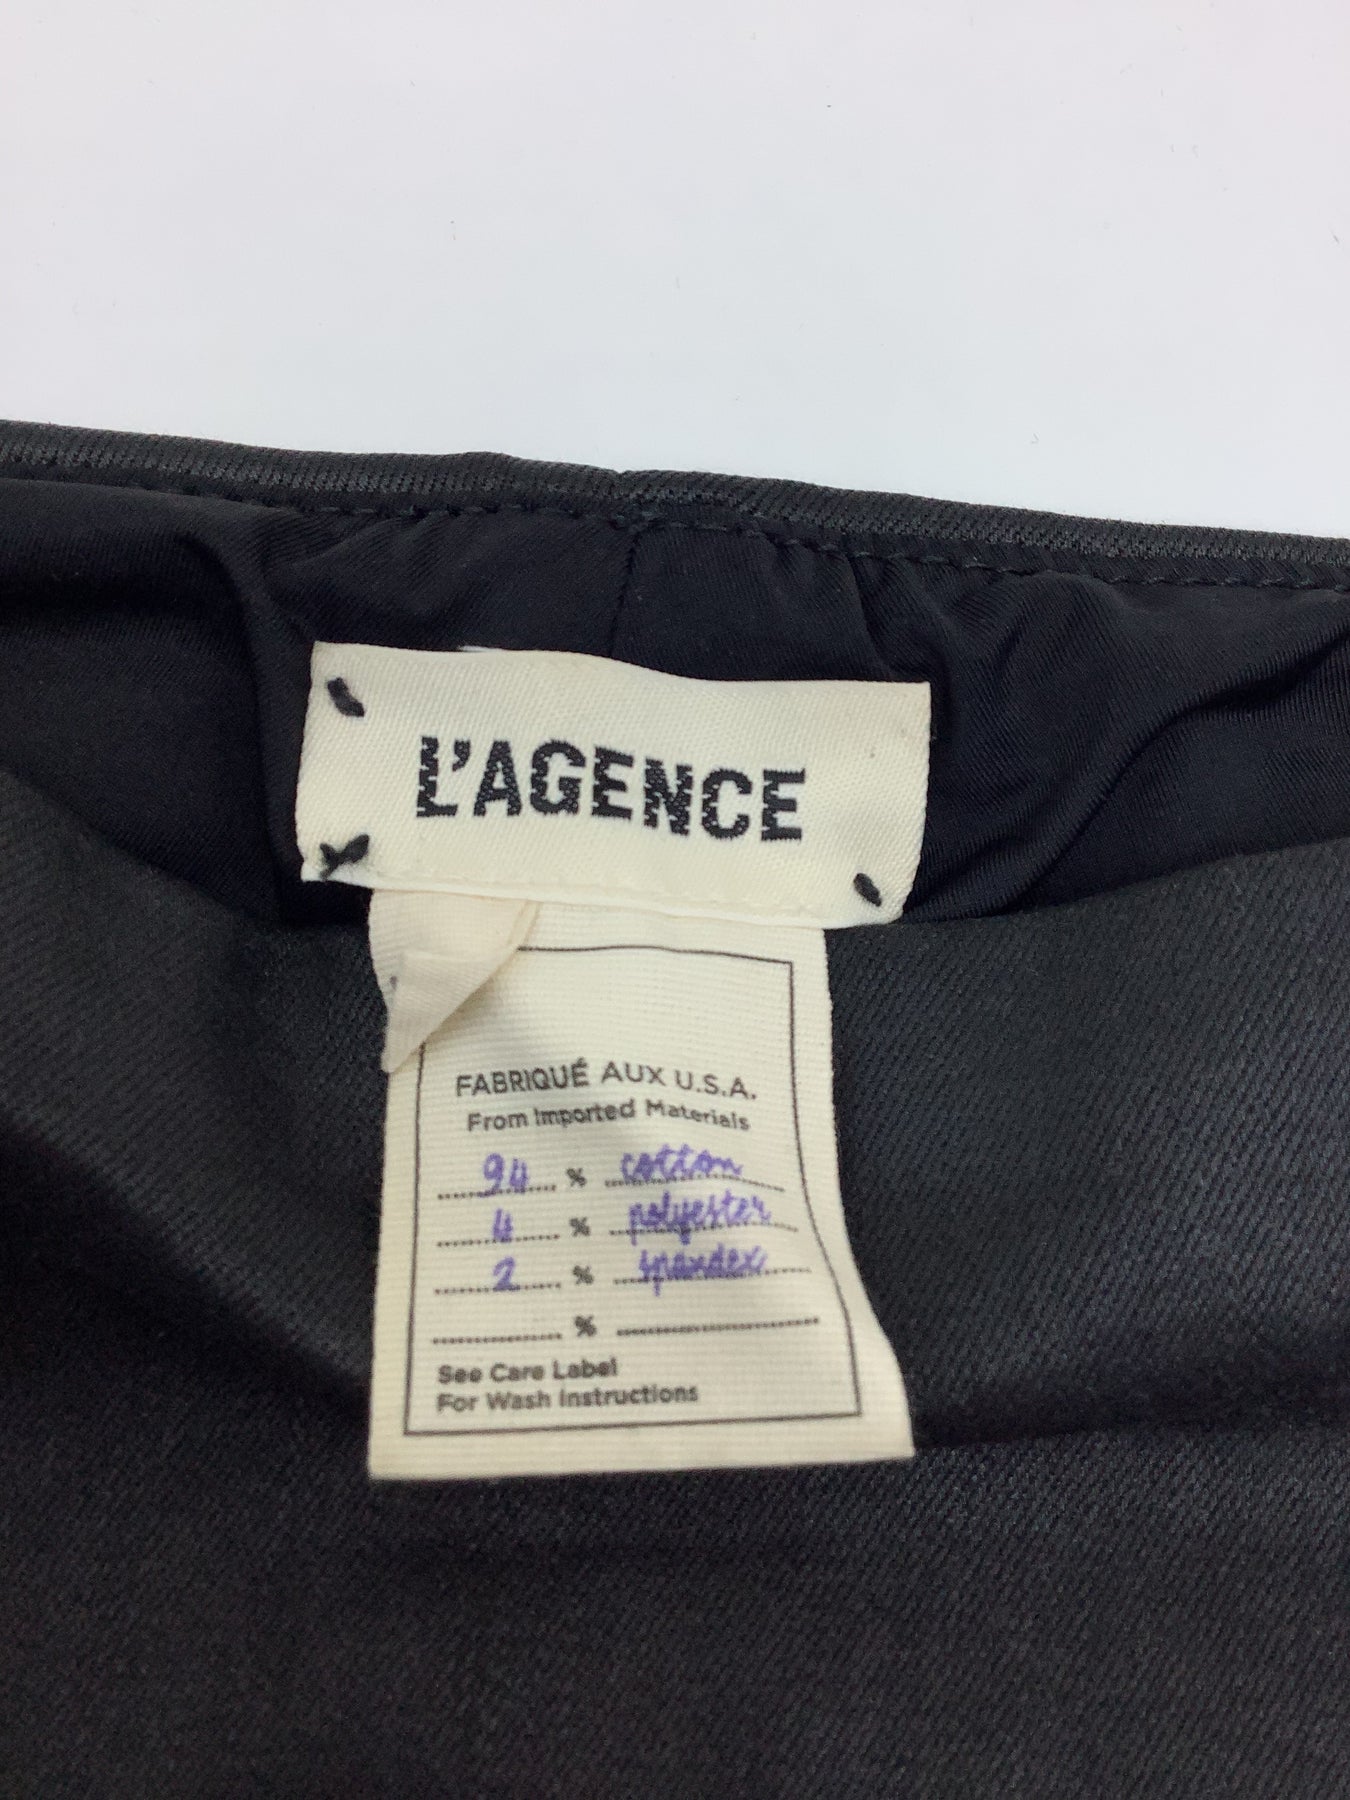 L'AGENCE
FABRIQUÉ AUX U.S.A.
From Imported Materials
94 % cotton
4 % polyester
2 % spandex
%
See Care Label
For Wash Instructions